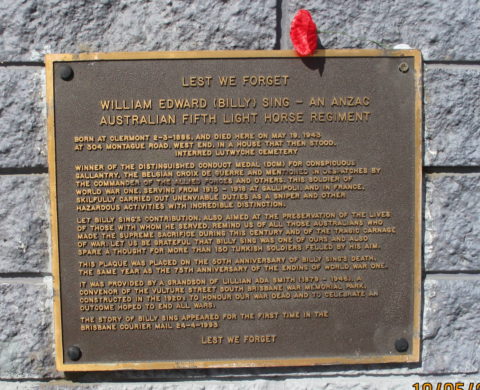 LEST WE FORGET
WILLIAM EDWARD (BILLY) SING – AN ANZAC
AUSTRALIAN FIFTH LIGHT HORSE REGIMENT
BORN AT CLERMONT 2-3-1886, AND DIED HERE ON MAY 19, 1943
AT 304 MONTAGUE ROAD, WEST END, IN A HOUSE THAT THEN STOOD.
INTERRED LUTWYCHE CEMETERY
WINNER OF THE DISTINGUISHED CONDUCT MEDAL (DCM) FOR CONSPICIOUS
GALLANTRY, THE BELGIAN CROIX DE GUERRE AND MENTIONED IN DESPATCHES BY
THE COMMANDER OF THE ALLIED FORCES AND OTHERS. THIS SOLDIER OF
WORLD WAR ONE, SERVING FROM 1915 - 1918 AT GALLIPOLI, AND IN FRANCE,
SKILFULLY CARRIED OUT UNENVIABLE DUTIES AS A SNIPER AND OTHER
HAZARDOUS ACTIVITIES WITH INCREDIBLE DISTINCTION.
LET BILLY SING'S CONTRIBUTION, ALSO AIMED AT THE PRESERVATION OF THE LIVES
OF THOSE WITH WHOM HE SERVED, REMIND US OF ALL THOSE AUSTRALIANS WHO
MADE THE SUPREME SACRIFICE DURING THIS CENTURY AND OF THE TRAGIC CARNAGE
OF WAR; LET US BE GRATEFUL THAT BILLY SING WAS ONE OF OURS AND ALSO
SPARE A THOUGHT FOR MORE THAN 150 TURKISH SOLDIERS FELLED BY HIS AIM.
THIS PLAQUE WAS PLACED ON THE 50TH ANNIVERSARY OF BILLY SING'S DEATH,
THE SAME YEAR AS THE 75TH ANNIVERSARY OF THE ENDING OF WORLD WAR ONE.
IT WAS PROVIDED BY A GRANDSON OF LILLIAN ADA SMITH (1879 - 1946), A
CONVENOR OF THE VULTURE STREET SOUTH BRISBANE WAR MEMORIAL PARK,
CONSTRUCTED IN THE 1920'S TO HONOUR OUR WAR DEAD AND TO CELEBRATE AN
OUTCOME HOPED TO END ALL WARS.
THE STORY OF BILLY SING APPEARED FOR THE FIRST TIME IN THE
BRISBANE COURIER MAIL 24-4-1993
LEST WE FORGET